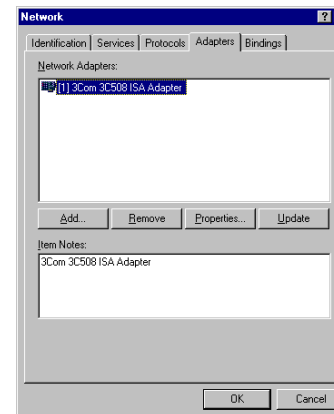 Network
Identification Services Protocols Adapters Bindings
Network Adapters:
[1] 3Com 3C508 ISA Adapter
Add... Remove Properties... Update
Item Notes:
3Com 3C508 ISA Adapter
OK Cancel